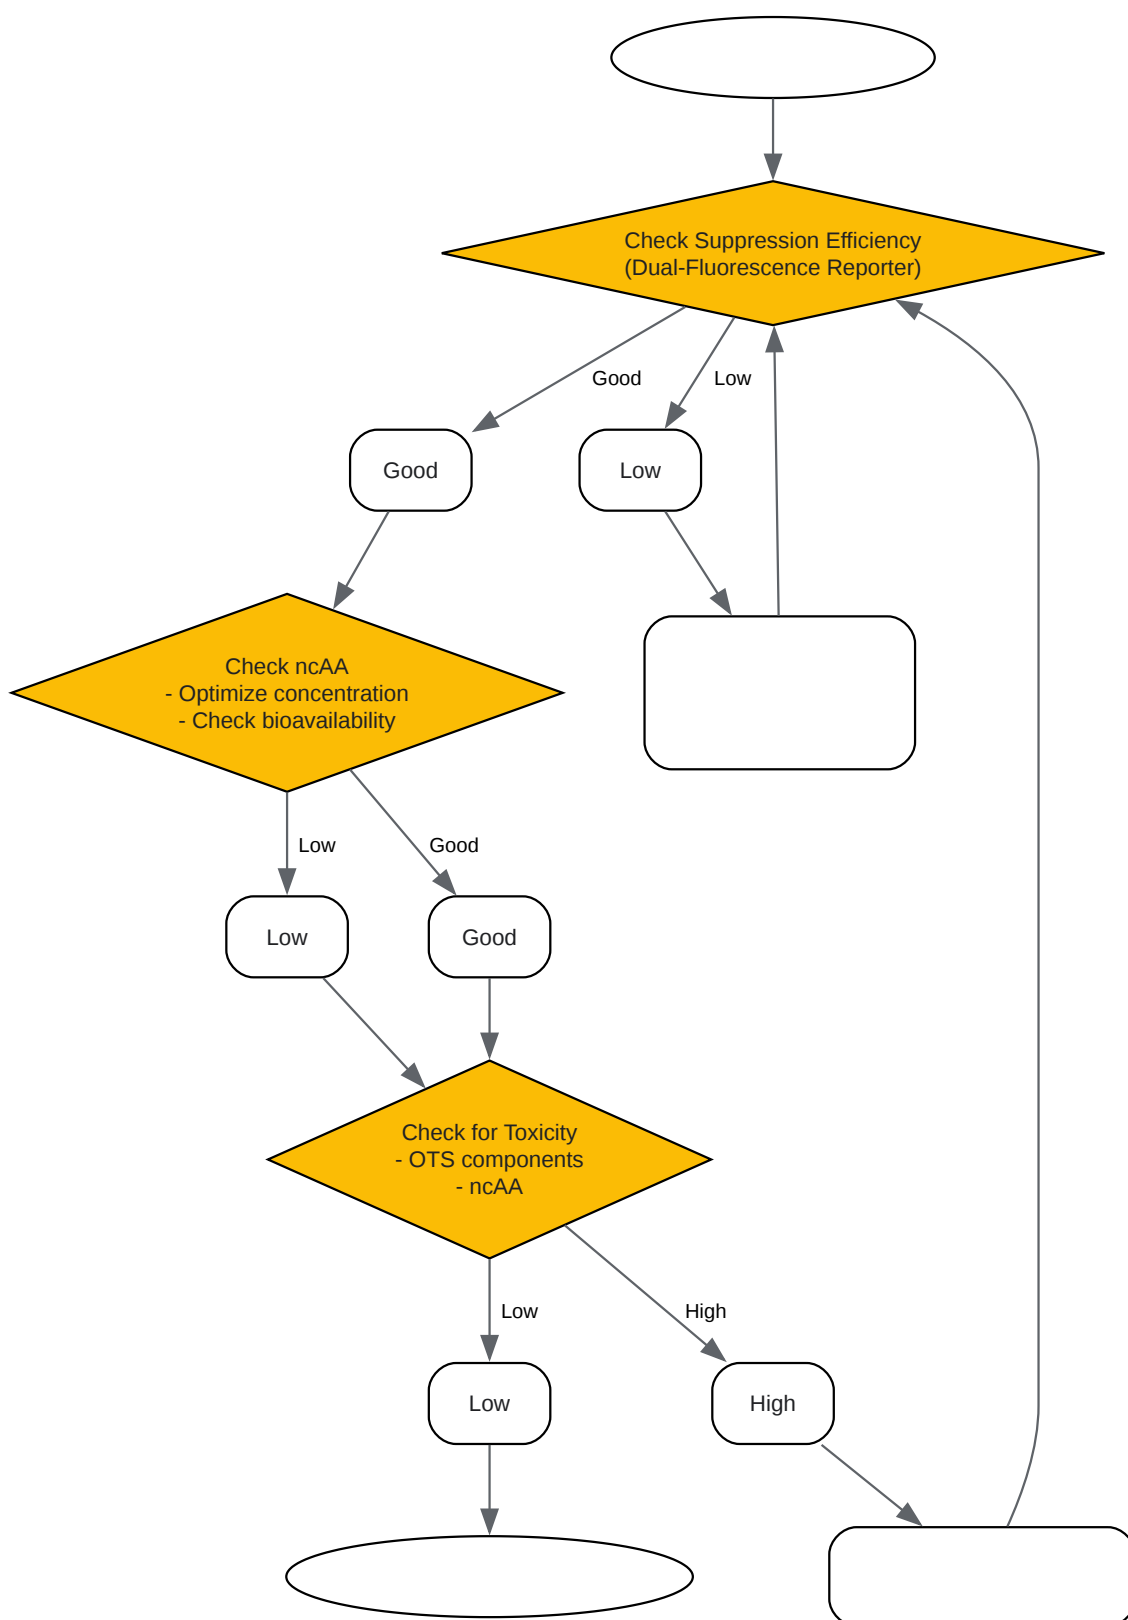 Check Suppression Efficiency
(Dual-Fluorescence Reporter)
Good
Low
Good
Low
Check ncAA
- Optimize concentration
- Check bioavailability
Low
Good
Low
Good
Check for Toxicity
- OTS components
- ncAA
Low
High
Low
High